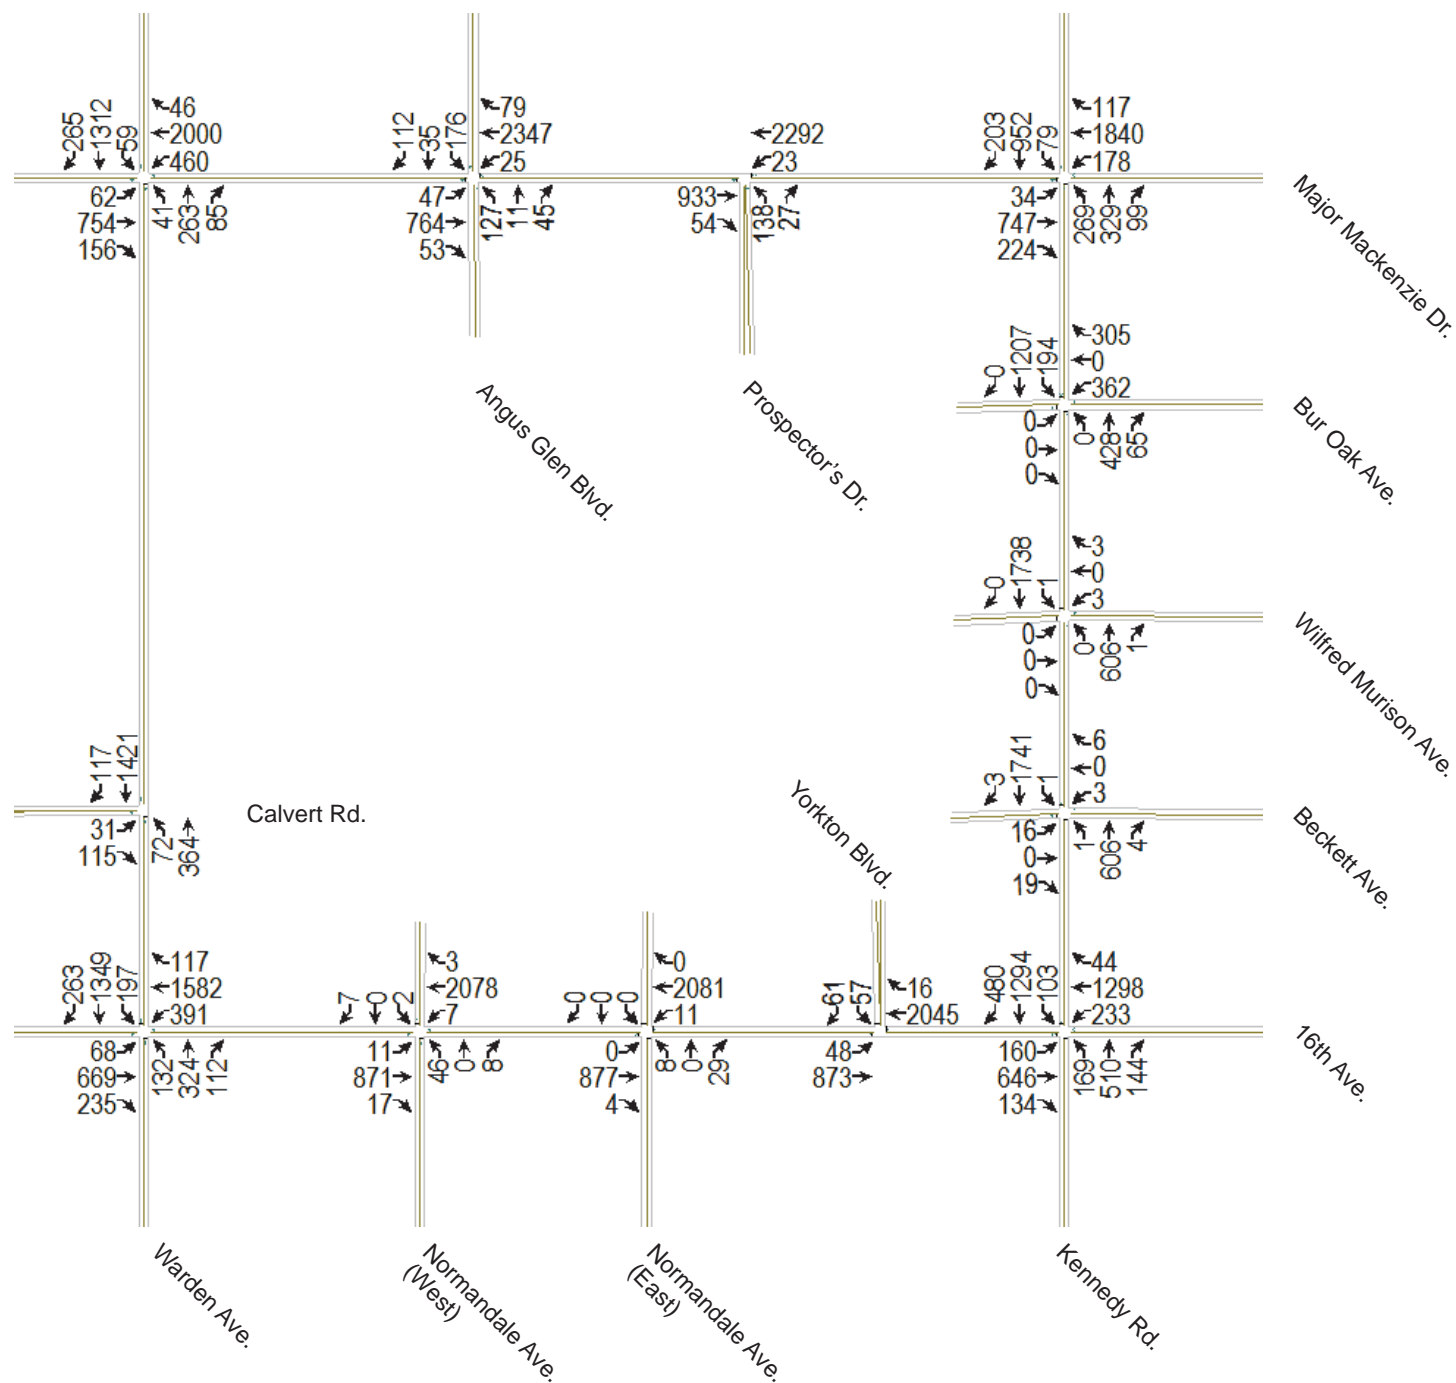 265 1312 59
46
2000
460
62
754
156
41 263 85
112 35 176
79
2347
25
47
764
53
127 11 45
2292
23
933
54
138 27
203 952 79
117
1840
178
34
747
224
269 329 99
Major Mackenzie Dr.
Angus Glen Blvd.
Prospector's Dr.
0 1207 194
305
0
362
0
0
0
0 428 65
Bur Oak Ave.
0 1738 1
3
0
3
0
0
0
0 606 1
Wilfred Murison Ave.
117 1421
31
115
72 364
Calvert Rd.
Yorkton Blvd.
3 1741 1
6
0
3
16
0
19
1 606 4
Beckett Ave.
263 1349 197
117
1582
391
68
669
235
132 324 112
7 0 2
3
2078
7
11
871
17
46 0 8
0 0 0
0
2081
11
0
877
4
8 0 29
61 57
16
2045
48
873
480 1294 103
44
1298
233
160
646
134
169 510 144
16th Ave.
Warden Ave.
Normandale Ave.
(West)
Normandale Ave.
(East)
Kennedy Rd.